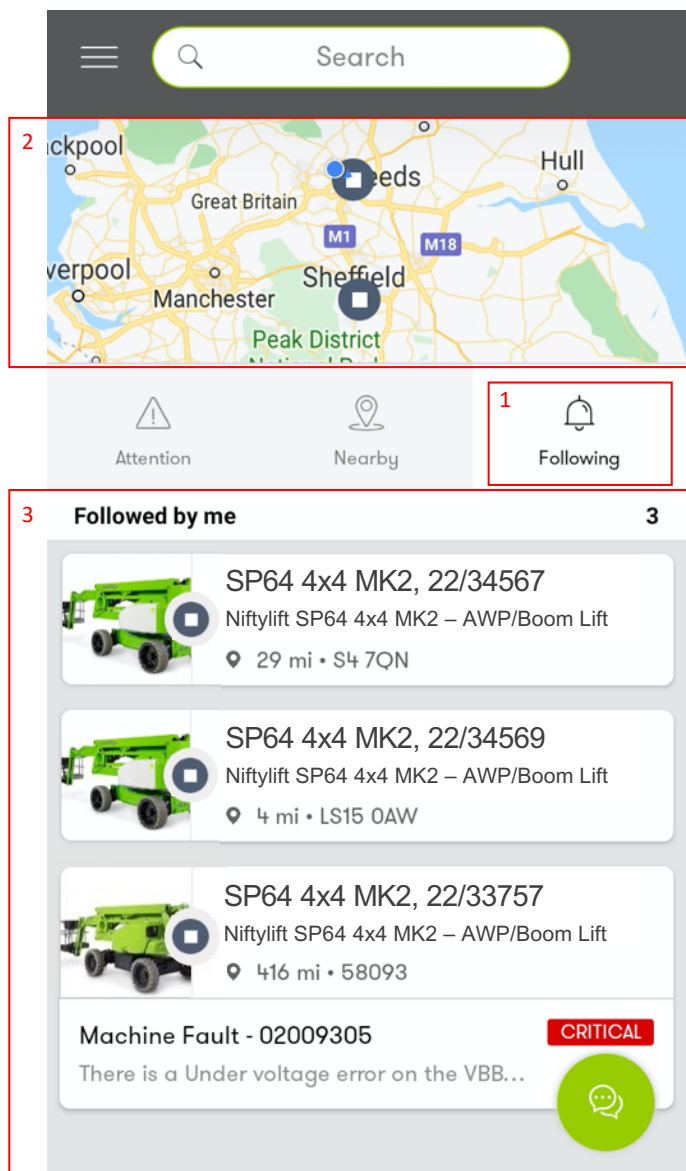 Search
2
ckpool
Hull
eeds
Great Britain
M1
M18
verpool
Sheffield
Manchester
Peak District
1
Attention
Nearby
Following
3
Followed by me
3
SP64 4x4 MK2, 22/34567
Niftylift SP64 4x4 MK2 – AWP/Boom Lift
29 mi • S4 7QN
SP64 4x4 MK2, 22/34569
Niftylift SP64 4x4 MK2 – AWP/Boom Lift
4 mi • LS15 0AW
SP64 4x4 MK2, 22/33757
Niftylift SP64 4x4 MK2 – AWP/Boom Lift
416 mi • 58093
Machine Fault - 02009305
CRITICAL
There is a Under voltage error on the VBB...